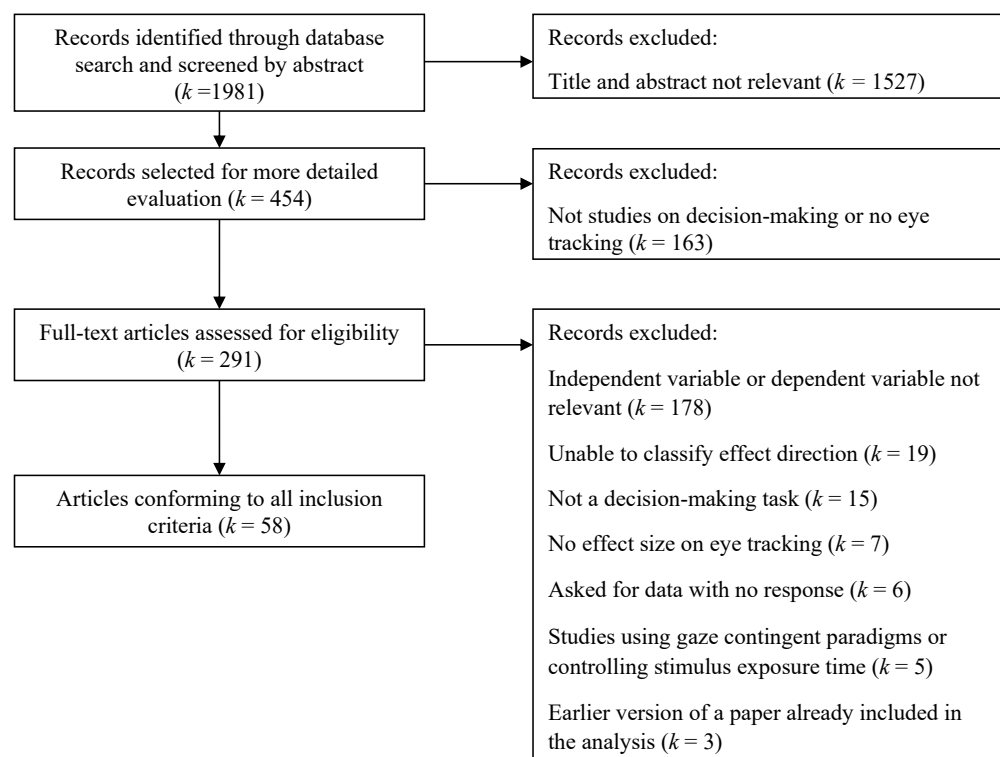 Records identified through database
search and screened by abstract
(k =1981)
Records excluded:
Title and abstract not relevant (k = 1527)
Records selected for more detailed
evaluation (k = 454)
Records excluded:
Not studies on decision-making or no eye
tracking (k = 163)
Full-text articles assessed for eligibility
(k = 291)
Records excluded:
Independent variable or dependent variable not
relevant (k = 178)
Unable to classify effect direction (k = 19)
Not a decision-making task (k = 15)
No effect size on eye tracking (k = 7)
Asked for data with no response (k = 6)
Studies using gaze contingent paradigms or
controlling stimulus exposure time (k = 5)
Earlier version of a paper already included in
the analysis (k = 3)
Articles conforming to all inclusion
criteria (k = 58)